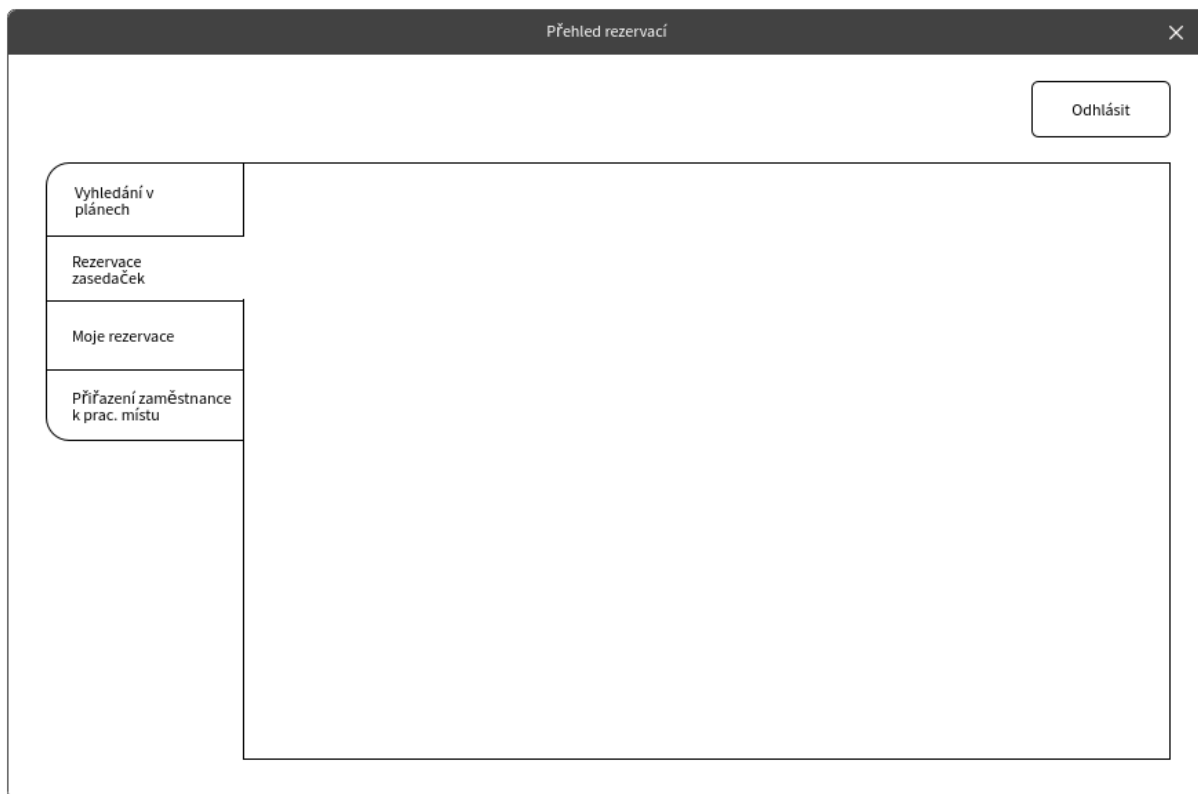 Přehled rezervací
Odhlásit
Vyhledání v
plánech
Rezervace
zasedaček
Moje rezervace
Přiřazení zaměstnance
k prac. místu